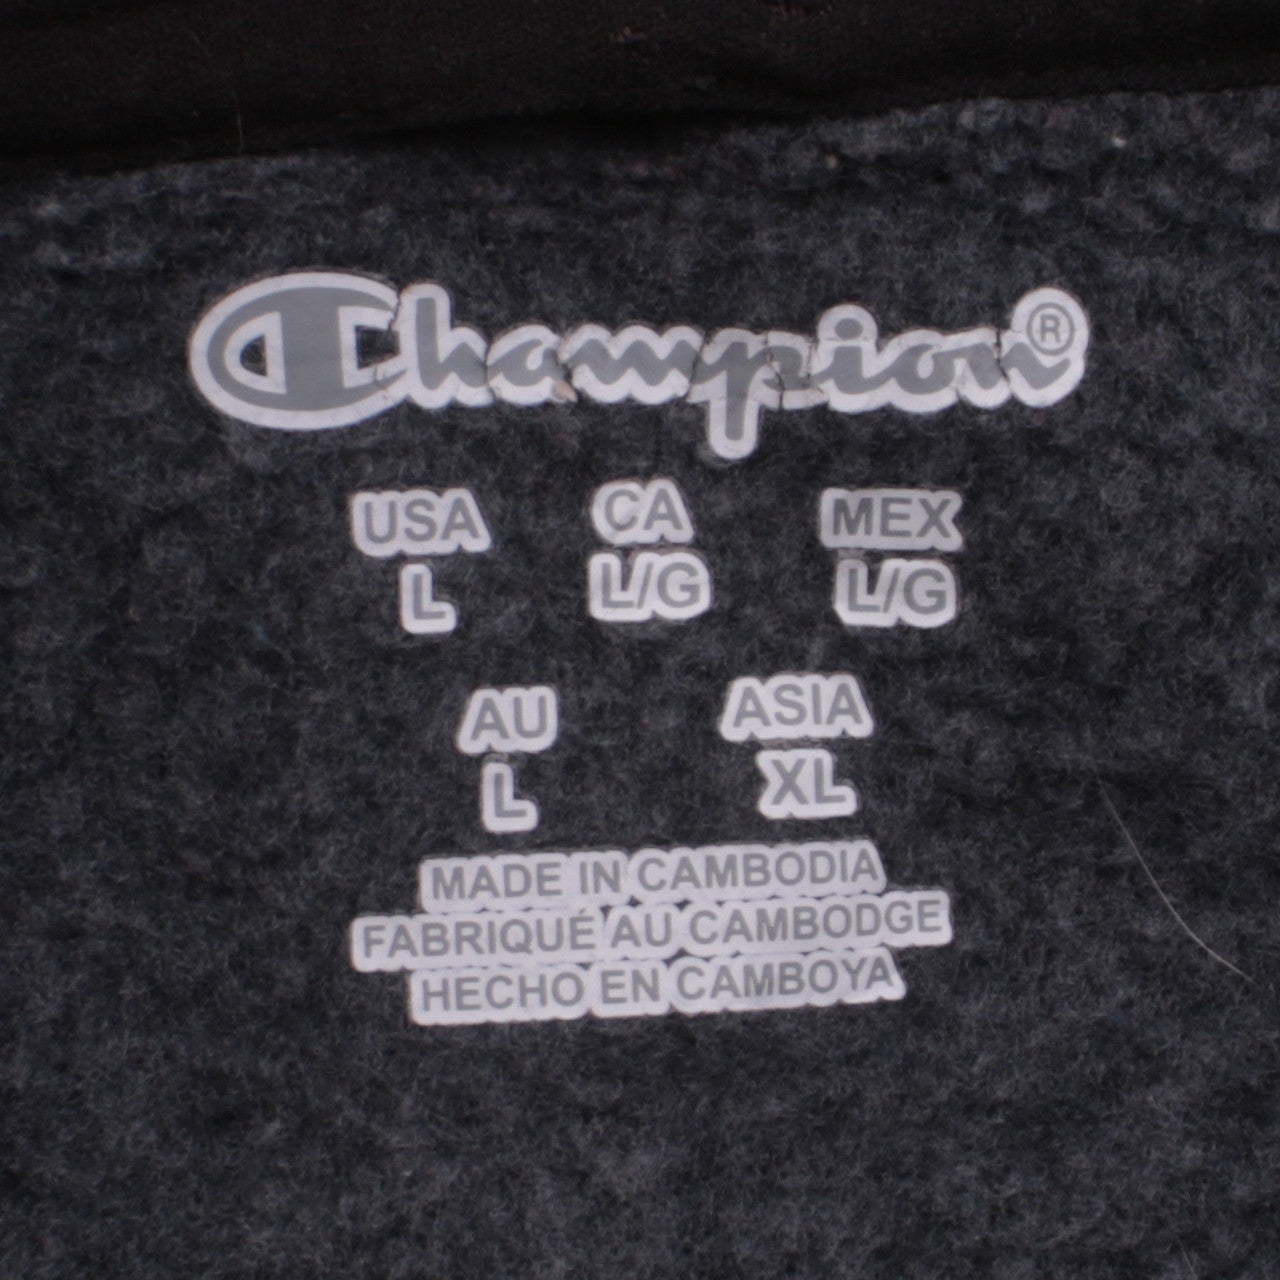 Champion®
USA CA MEX
L L/G L/G
AU ASIA
L XL
MADE IN CAMBODIA
FABRIQUÉ AU CAMBODGE
HECHO EN CAMBOYA